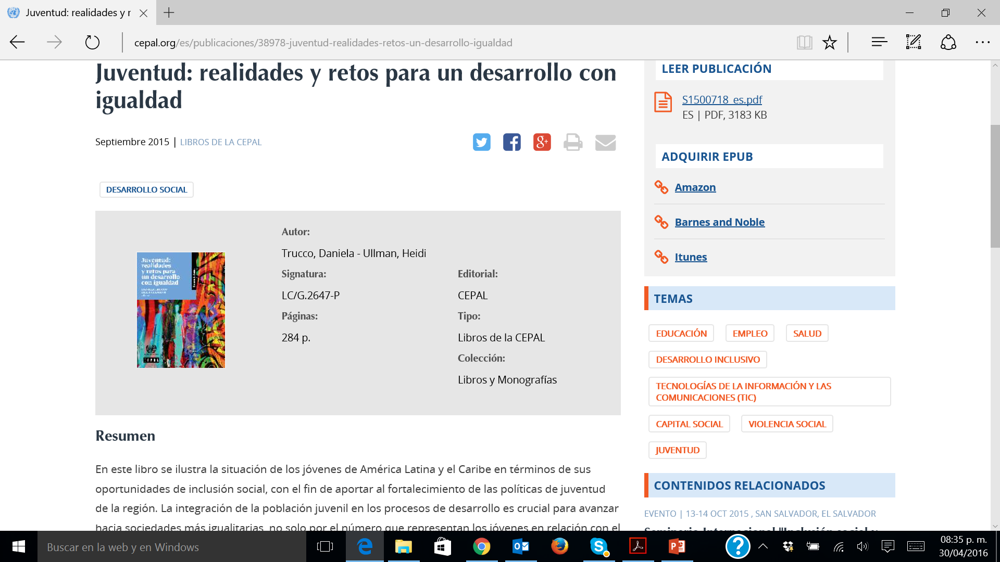 Juventud: realidades y r
cepal.org/es/publicaciones/38978-juventud-realidades-retos-un-desarrollo-igualdad
Juventud: realidades y retos para un desarrollo con
igualdad
Septiembre 2015 | LIBROS DE LA CEPAL
DESARROLLO SOCIAL
Juventud:
realidades
y retos para
un desarrollo
con igualdad
CEPAL
Autor:
Trucco, Daniela - Ullman, Heidi
Signatura:
LC/G.2647-P
Páginas:
284 p.
Editorial:
CEPAL
Tipo:
Libros de la CEPAL
Colección:
Libros y Monografías
Resumen
En este libro se ilustra la situación de los jóvenes de América Latina y el Caribe en términos de sus
oportunidades de inclusión social, con el fin de aportar al fortalecimiento de las políticas de juventud
de la región. La integración de la población juvenil en los procesos de desarrollo es crucial para avanzar
hacia sociedades más igualitarias, no solo por el número que representan los jóvenes en relación con el
LEER PUBLICACIÓN
S1500718_es.pdf
ES | PDF, 3183 KB
ADQUIRIR EPUB
Amazon
Barnes and Noble
Itunes
TEMAS
EDUCACIÓN EMPLEO SALUD
DESARROLLO INCLUSIVO
TECNOLOGÍAS DE LA INFORMACIÓN Y LAS
COMUNICACIONES (TIC)
CAPITAL SOCIAL VIOLENCIA SOCIAL
JUVENTUD
CONTENIDOS RELACIONADOS
EVENTO | 13-14 OCT 2015 , SAN SALVADOR, EL SALVADOR
Seminario Internacional "Inclusión social y
Buscar en la web y en Windows
08:35 p. m.
30/04/2016